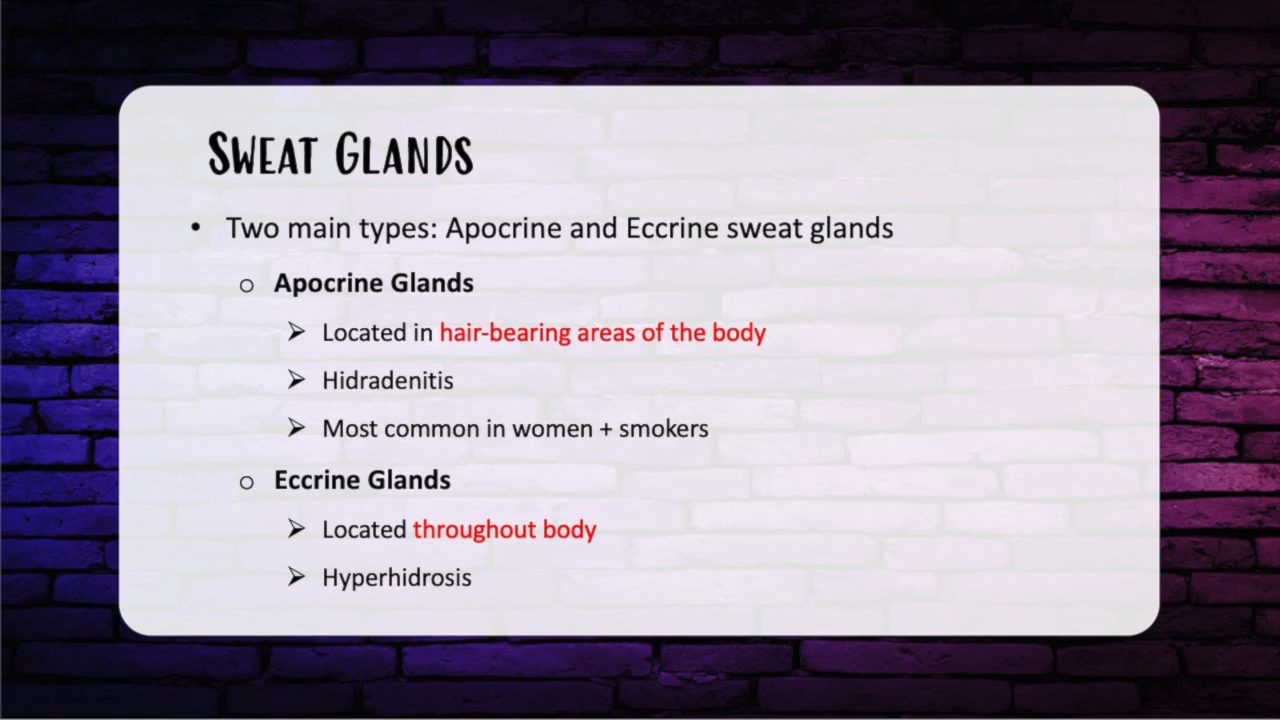 Sweat Glands
• Two main types: Apocrine and Eccrine sweat glands
o Apocrine Glands
➢ Located in hair-bearing areas of the body
➢ Hidradenitis
➢ Most common in women + smokers
o Eccrine Glands
➢ Located throughout body
➢ Hyperhidrosis